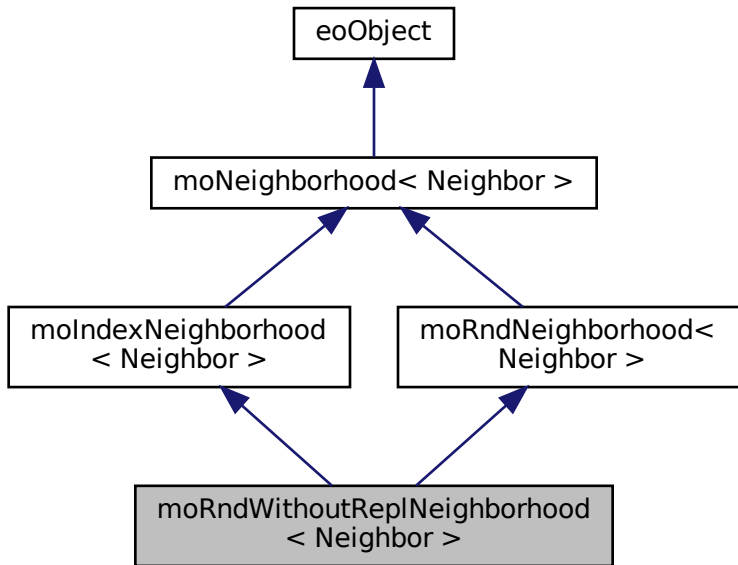 eoObject
moNeighborhood< Neighbor >
moIndexNeighborhood
< Neighbor >
moRndNeighborhood<
Neighbor >
moRndWithoutReplNeighborhood
< Neighbor >